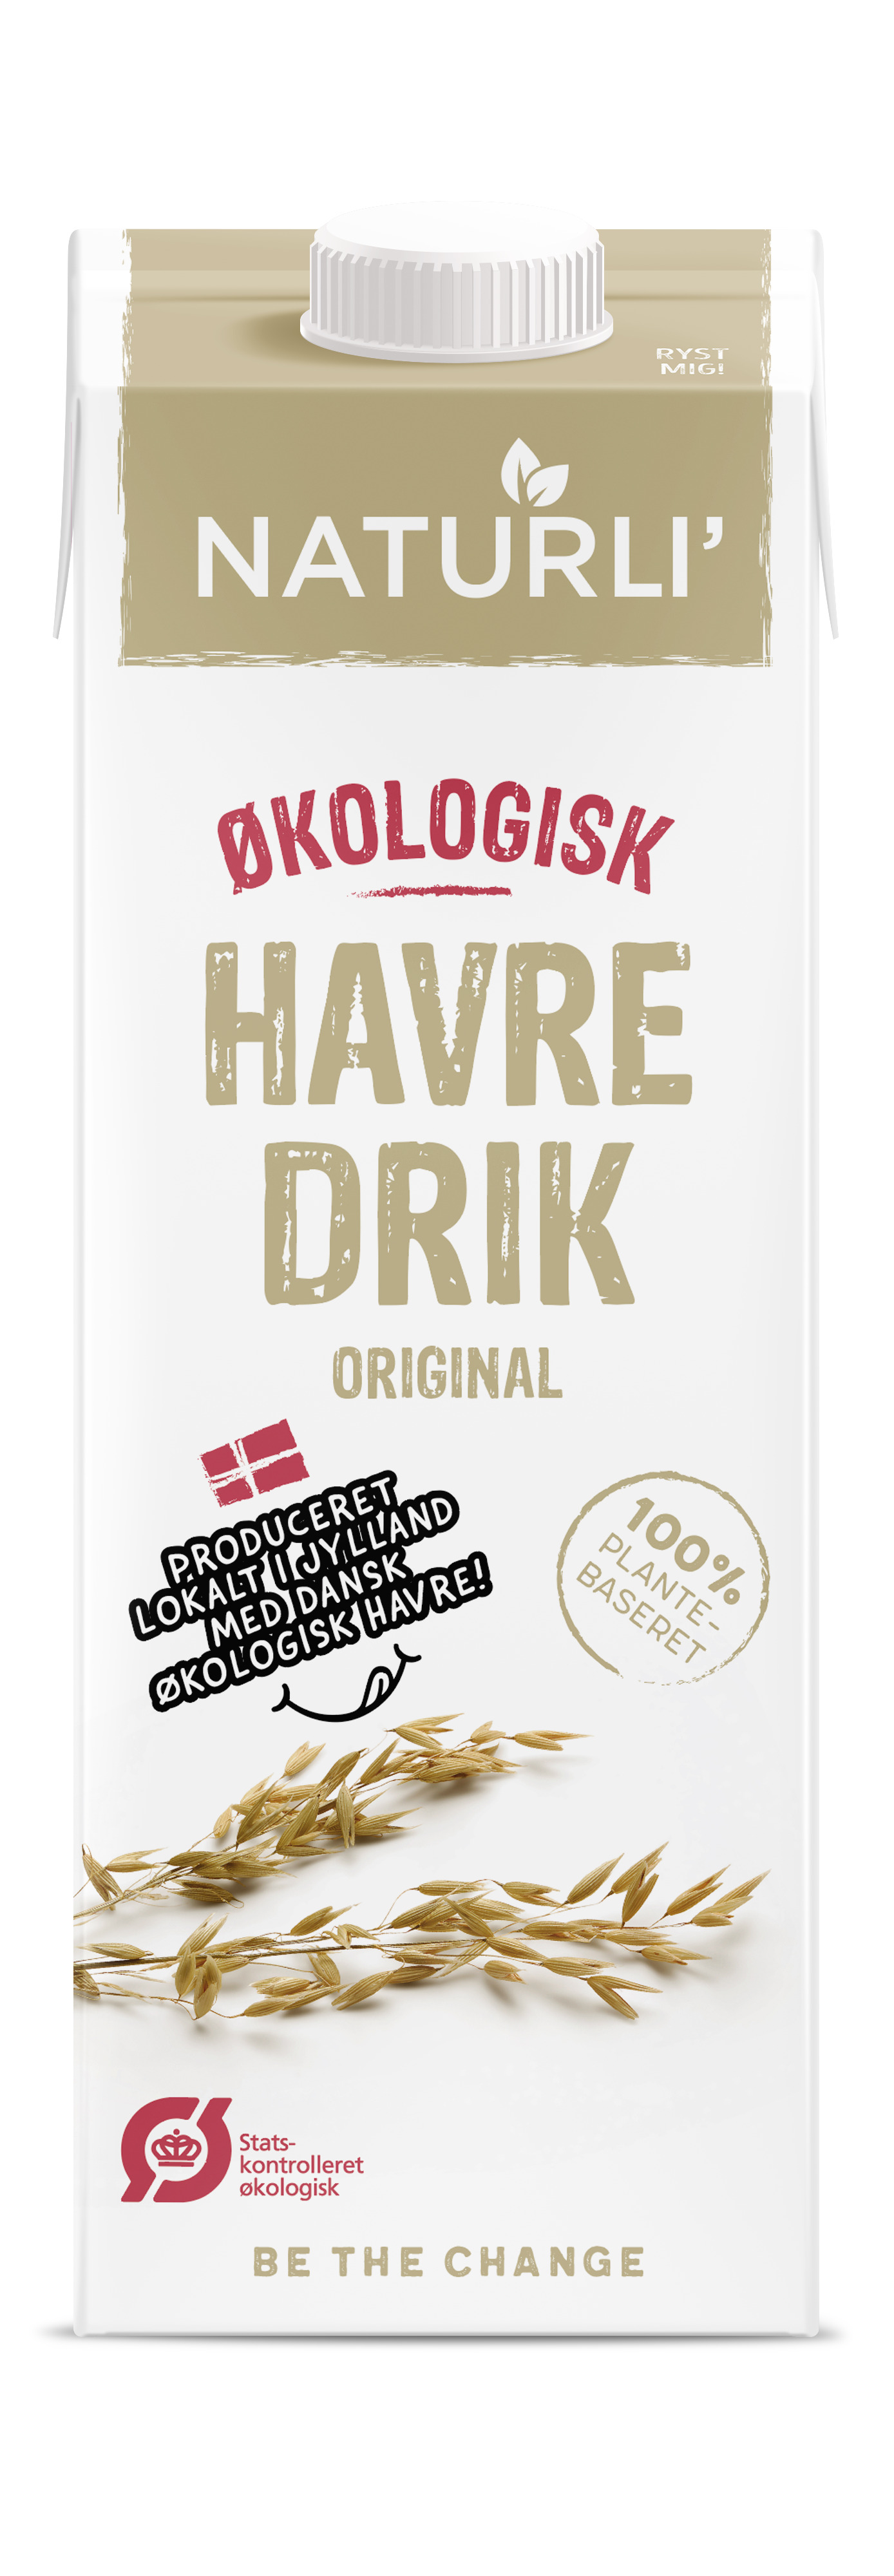 RYST
MIG!
NATURLI’
ØKOLOGISK
HAVRE
DRIK
ORIGINAL
PRODUCERET
LOKALT I JYLLAND
MED DANSK
ØKOLOGISK HAVRE!
100%
PLANTE-
BASERET
Stats-
kontrolleret
økologisk
BE THE CHANGE